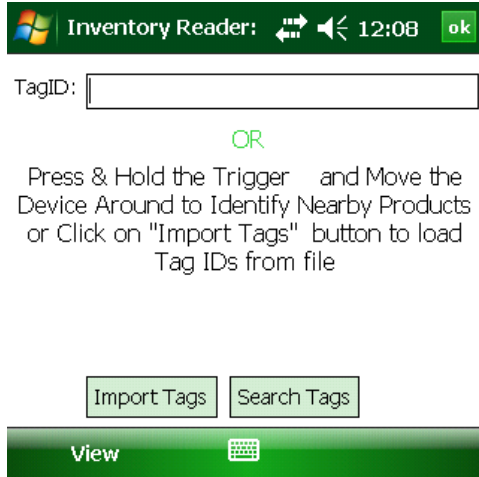 Inventory Reader: 12:08 ok
TagID:
OR
Press & Hold the Trigger and Move the
Device Around to Identify Nearby Products
or Click on "Import Tags" button to load
Tag IDs from file
Import Tags Search Tags
View